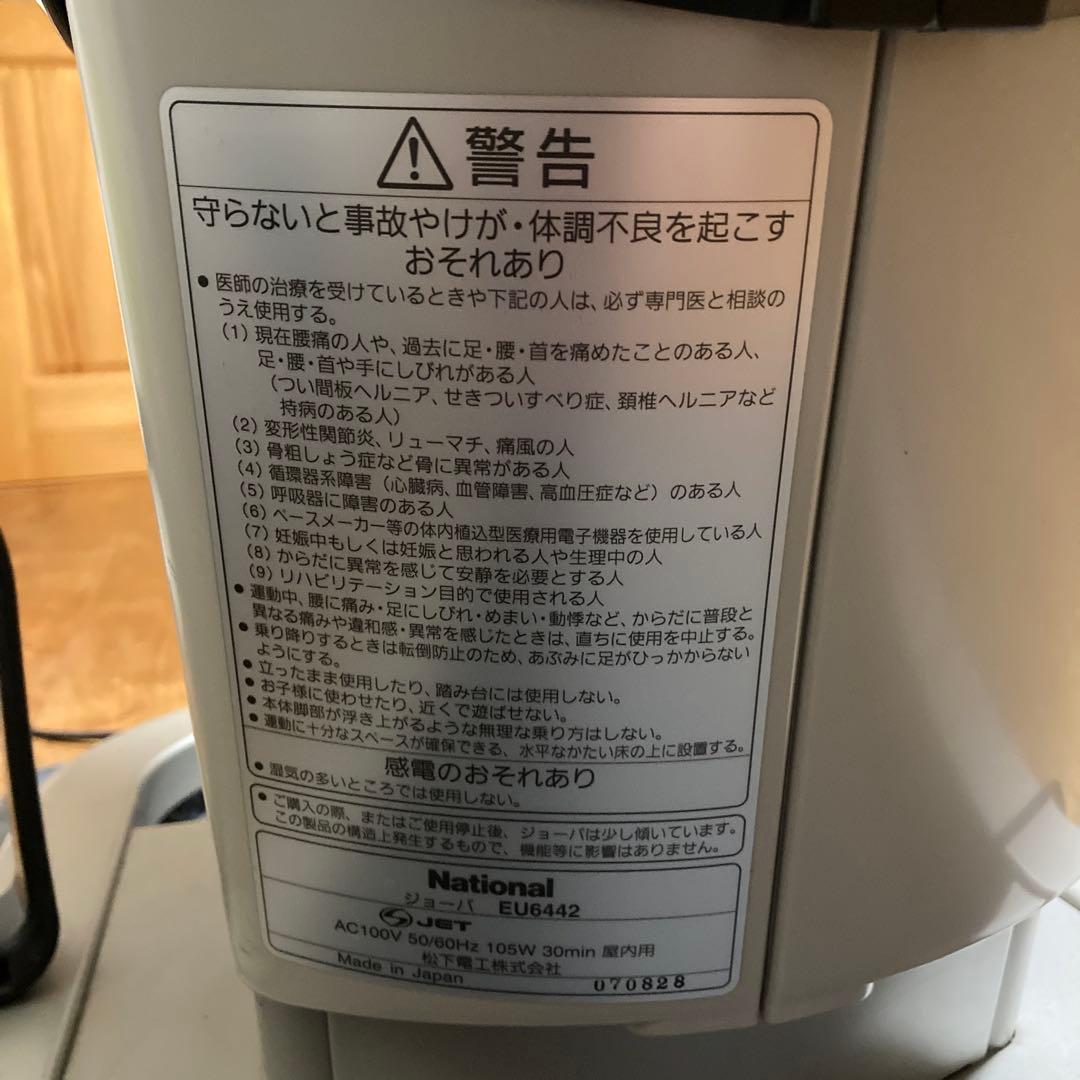 警告
守らないと事故やけが・体調不良を起こす
おそれあり
●医師の治療を受けているときや下記の人は、必ず専門医と相談の
うえ使用する。
(1) 現在腰痛の人や、過去に足・腰・首を痛めたことのある人、
足・腰・首や手にしびれがある人
(つい間板ヘルニア、せきついすべり症、頚椎ヘルニアなど
持病のある人)
(2) 変形性関節炎、リューマチ、痛風の人
(3) 骨粗しょう症など骨に異常がある人
(4) 循環器系障害(心臓病、血管障害、高血圧症など)のある人
(5) 呼吸器に障害のある人
(6) ペースメーカー等の体内植込型医療用電子機器を使用している人
(7) 妊娠中もしくは妊娠と思われる人や生理中の人
(8) からだに異常を感じて安静を必要とする人
(9) リハビリテーション目的で使用される人
●運動中、腰に痛み・足にしびれ・めまい・動悸など、からだに普段と
異なる痛みや違和感・異常を感じたときは、直ちに使用を中止する。
●乗り降りするときは転倒防止のため、あぶみに足がひっかからない
ようにする。
●立ったまま使用したり、踏み台には使用しない。
●お子様に使わせたり、近くで遊ばせない。
●本体脚部が浮き上がるような無理な乗り方はしない。
●運動に十分なスペースが確保できる、水平なかたい床の上に設置する。
感電のおそれあり
●湿気の多いところでは使用しない。
●ご購入の際、またはご使用停止後、ジョーバは少し傾いています。
この製品の構造上発生するもので、機能等に影響はありません。
National
ジョーバ EU6442
JET
AC100V 50/60Hz 105W 30min 屋内用
松下電工株式会社
Made in Japan 070828